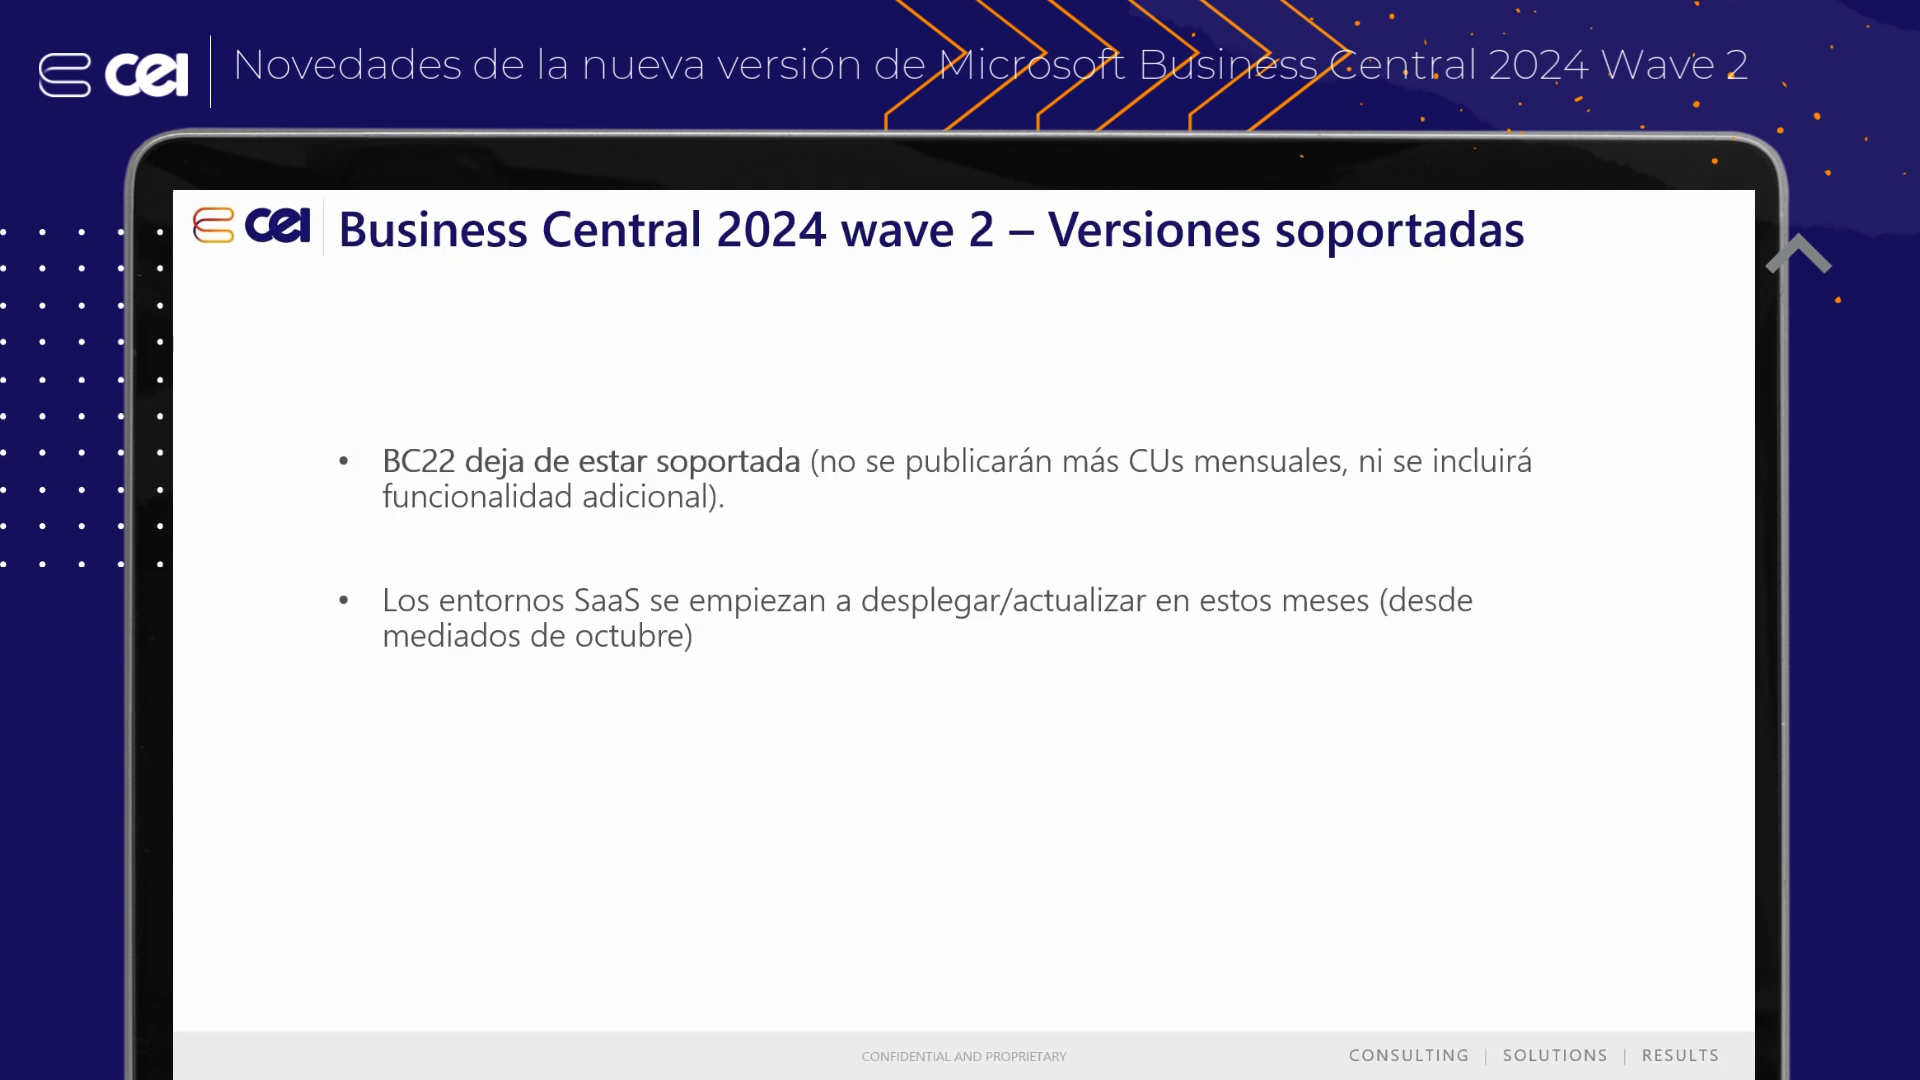 cei
Novedades de la nueva versión de Microsoft Business Central 2024 Wave 2
cei
Business Central 2024 wave 2 – Versiones soportadas
• BC22 deja de estar soportada (no se publicarán más CUs mensuales, ni se incluirá
funcionalidad adicional).
• Los entornos SaaS se empiezan a desplegar/actualizar en estos meses (desde
mediados de octubre)
CONFIDENTIAL AND PROPRIETARY
CONSULTING | SOLUTIONS | RESULTS